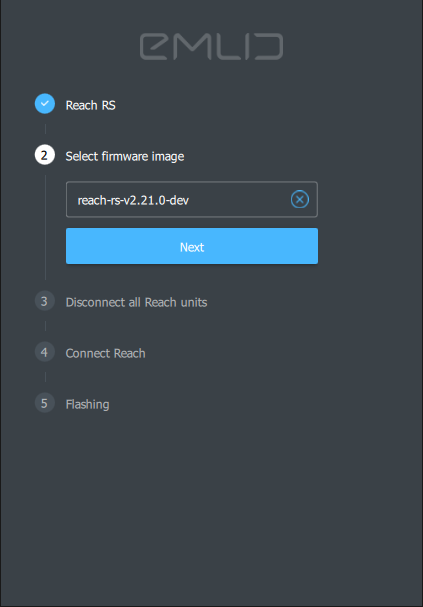 EMLID
Reach RS
2 Select firmware image
reach-rs-v2.21.0-dev
Next
3 Disconnect all Reach units
4 Connect Reach
5 Flashing